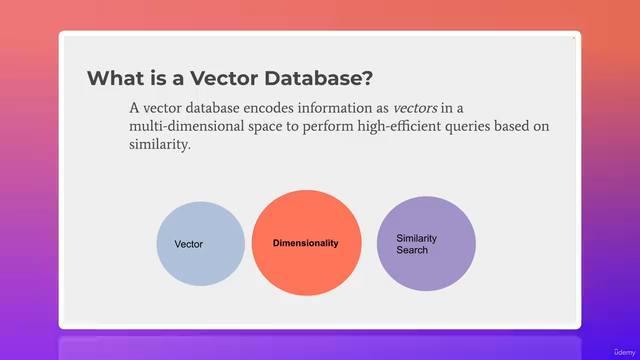 What is a Vector Database?
A vector database encodes information as vectors in a
multi-dimensional space to perform high-efficient queries based on
similarity.
Vector
Dimensionality
Similarity
Search
ûdemy